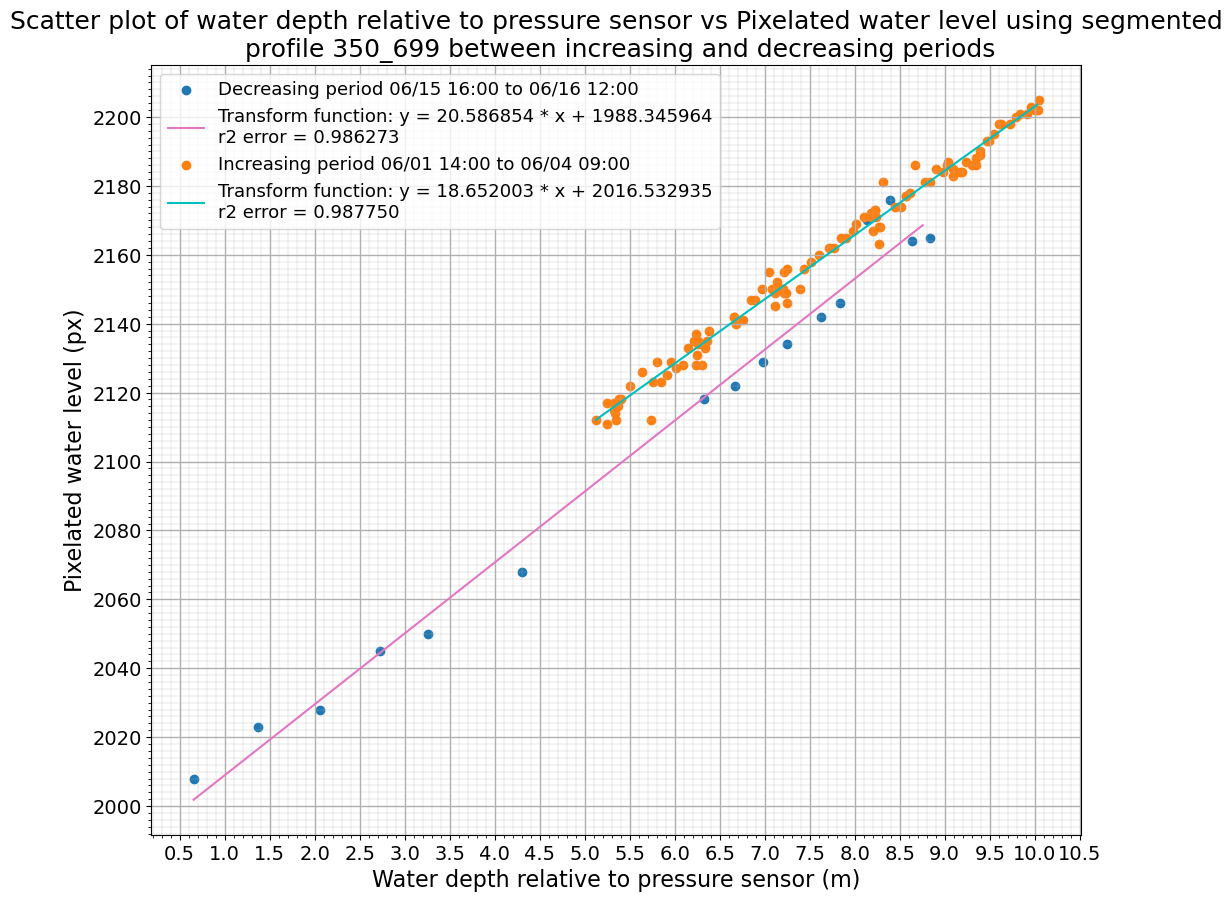 Scatter plot of water depth relative to pressure sensor vs Pixelated water level using segmented
profile 350_699 between increasing and decreasing periods
Decreasing period 06/15 16:00 to 06/16 12:00
Transform function: y = 20.586854 * x + 1988.345964
r2 error = 0.986273
Increasing period 06/01 14:00 to 06/04 09:00
Transform function: y = 18.652003 * x + 2016.532935
r2 error = 0.987750
Pixelated water level (px)
2200
2180
2160
2140
2120
2100
2080
2060
2040
2020
2000
0.5 1.0 1.5 2.0 2.5 3.0 3.5 4.0 4.5 5.0 5.5 6.0 6.5 7.0 7.5 8.0 8.5 9.0 9.5 10.0 10.5
Water depth relative to pressure sensor (m)